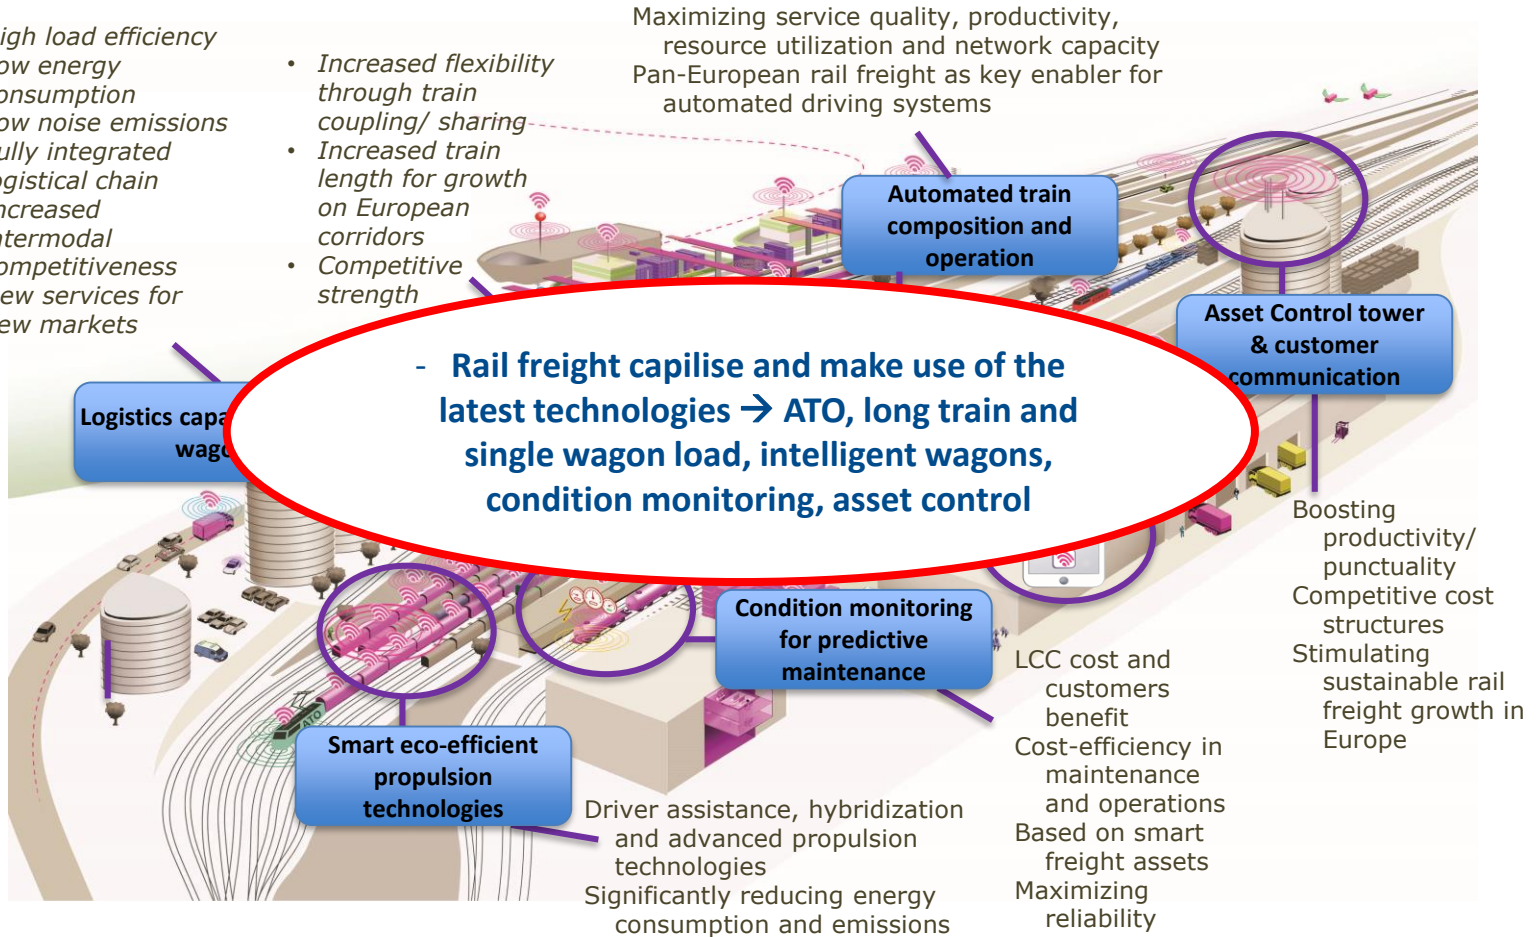 igh load efficiency
ow energy
onsumption
ow noise emissions
ully integrated
ogistical chain
ncreased
termodal
ompetitiveness
ew services for
ew markets
• Increased flexibility
through train
coupling/ sharing
• Increased train
length for growth
on European
corridors
• Competitive
strength
Maximizing service quality, productivity,
resource utilization and network capacity
Pan-European rail freight as key enabler for
automated driving systems
Automated train
composition and
operation
Asset Control tower
& customer
communication
Logistics capa
wago
- Rail freight capilise and make use of the
latest technologies → ATO, long train and
single wagon load, intelligent wagons,
condition monitoring, asset control
Boosting
productivity/
punctuality
Competitive cost
structures
Stimulating
sustainable rail
freight growth in
Europe
Condition monitoring
for predictive
maintenance
LCC cost and
customers
benefit
Cost-efficiency in
maintenance
and operations
Based on smart
freight assets
Maximizing
reliability
ATO
Smart eco-efficient
propulsion
technologies
Driver assistance, hybridization
and advanced propulsion
technologies
Significantly reducing energy
consumption and emissions